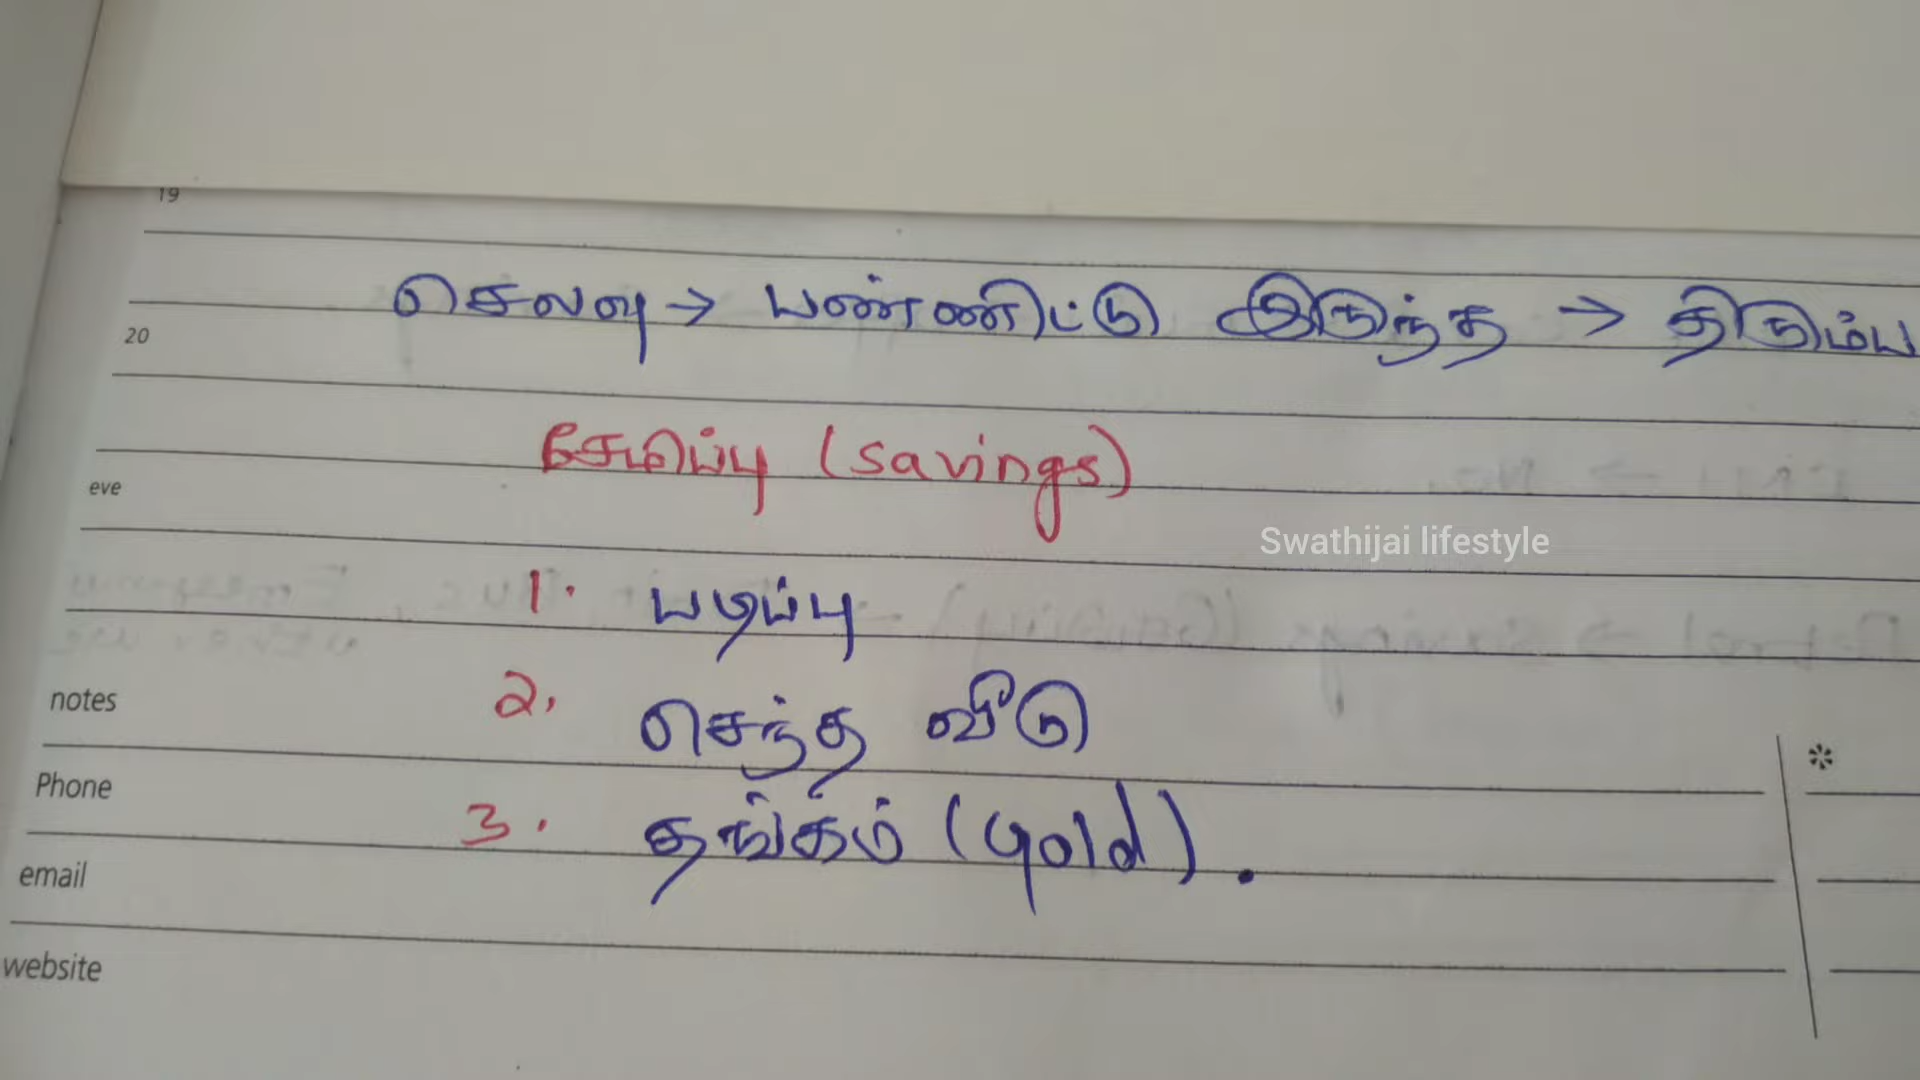 19
செலவு → பண்ணிட்டு இருந்த → திரும்ப
20
சேமிப்பு (savings)
eve
Swathijai lifestyle
1. படிப்பு
2. செந்த வீடு
notes
Phone
3. தங்கம் (Gold).
email
website